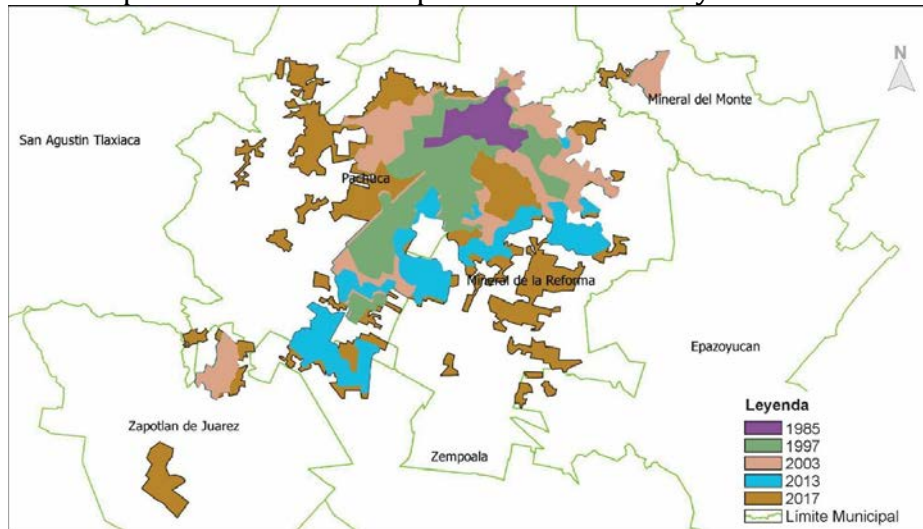 N
Mineral del Monte
San Agustin Tlaxiaca
Pachuca
Mineral de la Reforma
Epazoyucan
Zapotlan de Juarez
Zempoala
Leyenda
1985
1997
2003
2013
2017
Límite Municipal